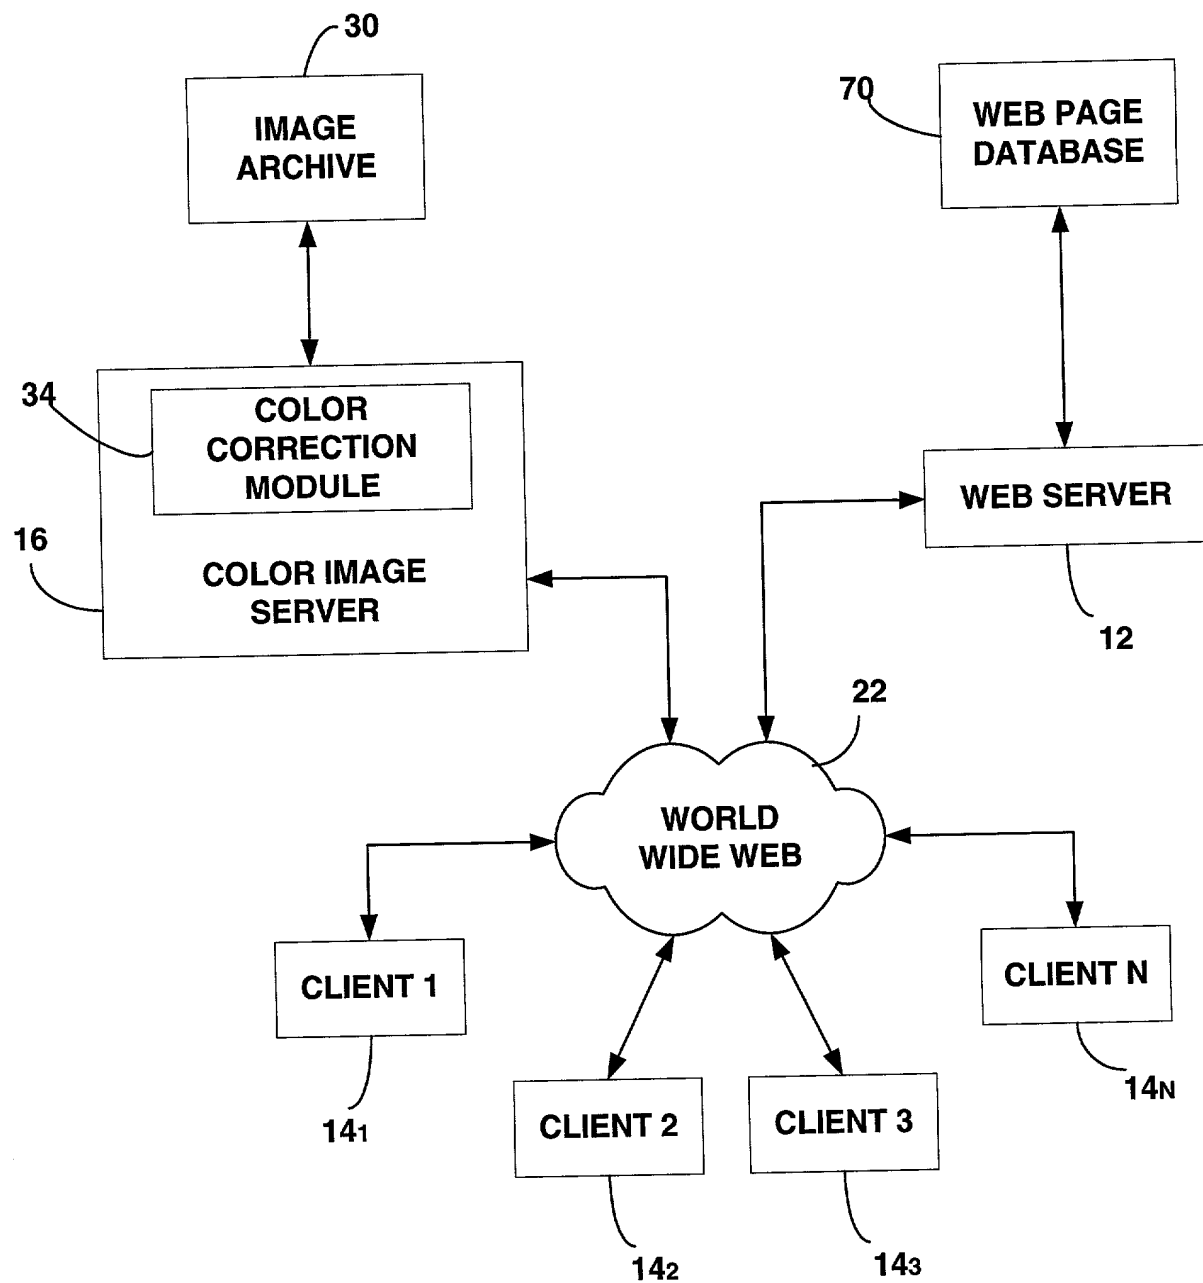 30
IMAGE
ARCHIVE
70
WEB PAGE
DATABASE
34
COLOR
CORRECTION
MODULE
16
COLOR IMAGE
SERVER
WEB SERVER
12
22
WORLD
WIDE WEB
CLIENT 1
14₁
CLIENT 2
14₂
CLIENT 3
14₃
CLIENT N
14N